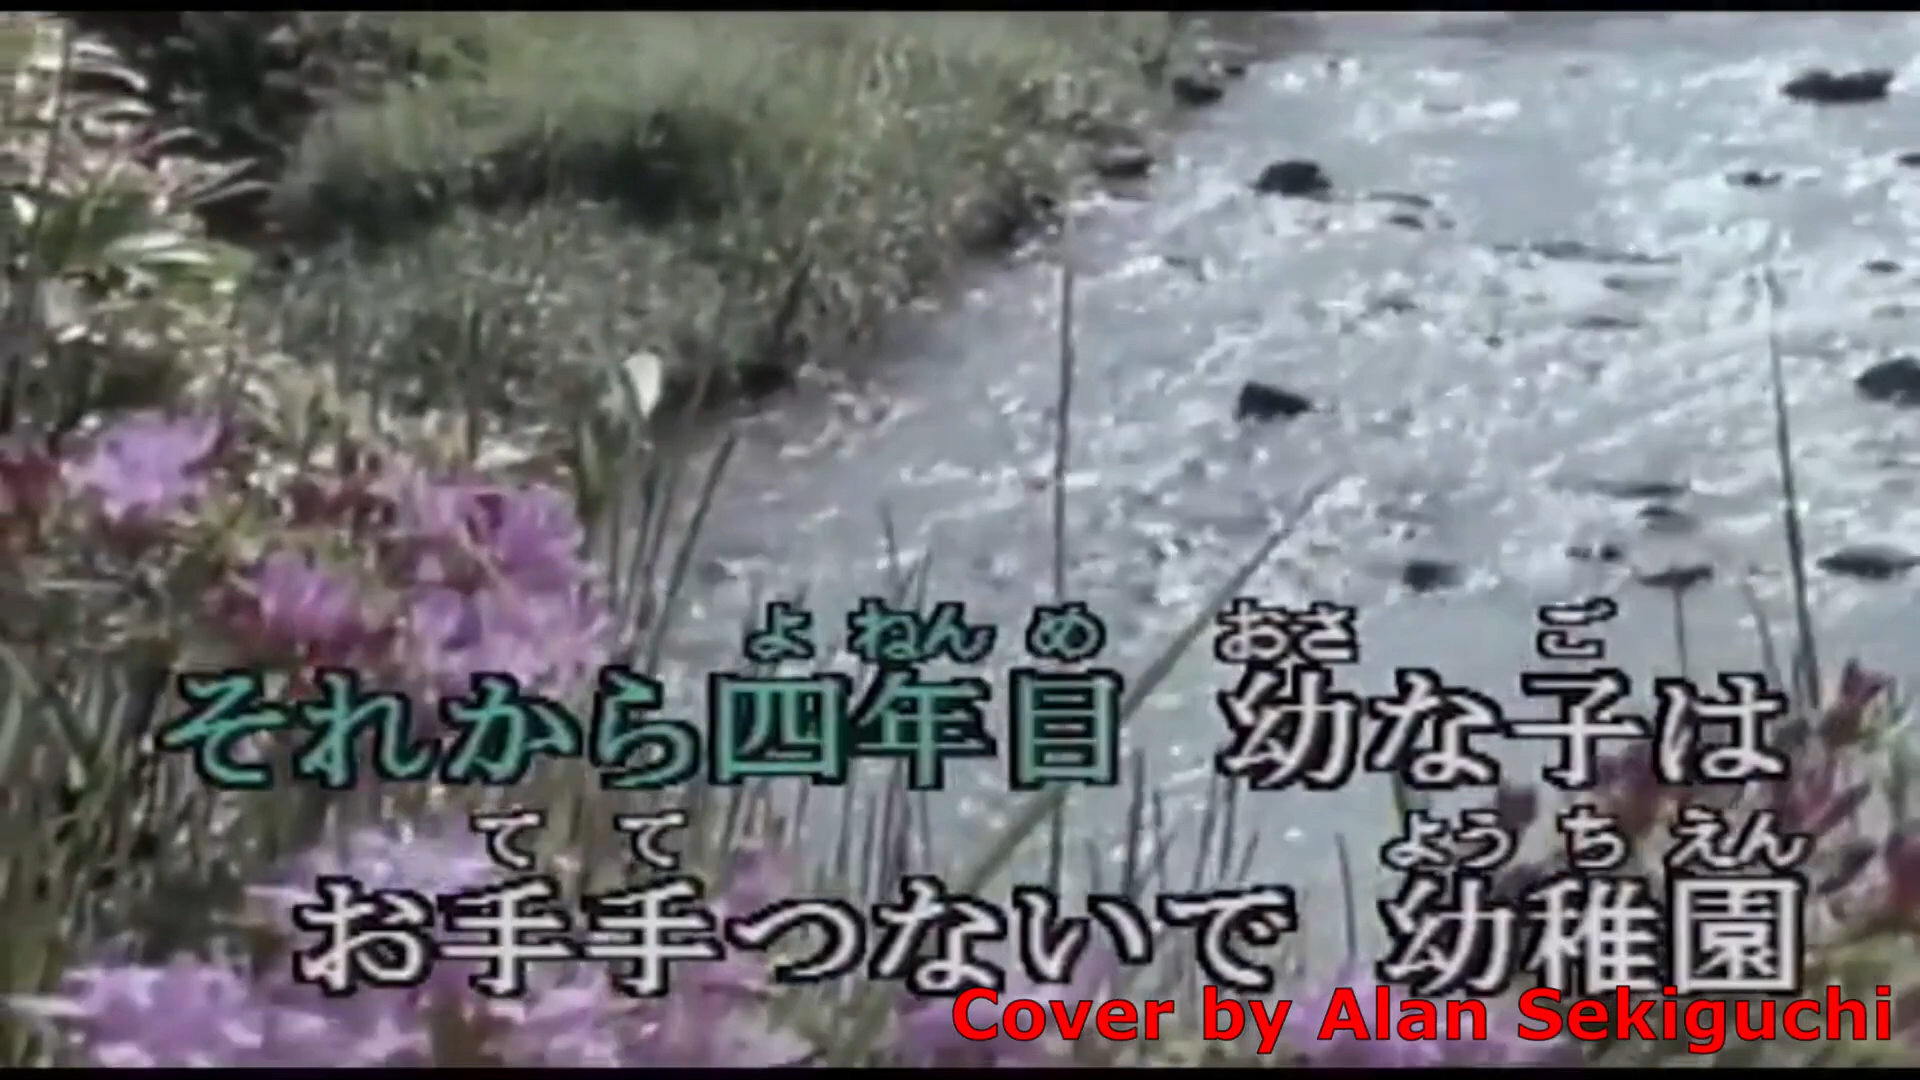 よ ねん め おさ ご
それから四年目 幼な子は
て て よう ち えん
お手手つないで 幼稚園
Cover by Alan Sekiguchi